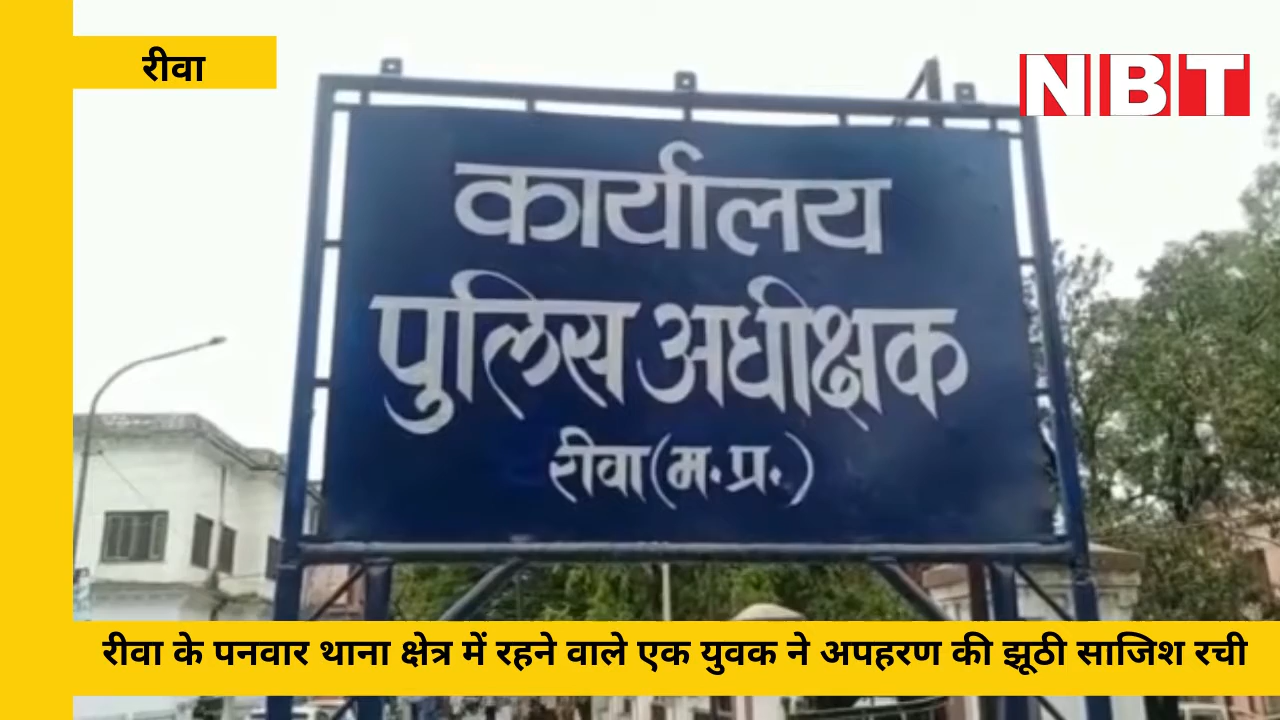 रीवा
NBT
कार्यालय
पुलिस अधीक्षक
रीवा (म.प्र.)
रीवा के पनवार थाना क्षेत्र में रहने वाले एक युवक ने अपहरण की झूठी साजिश रची